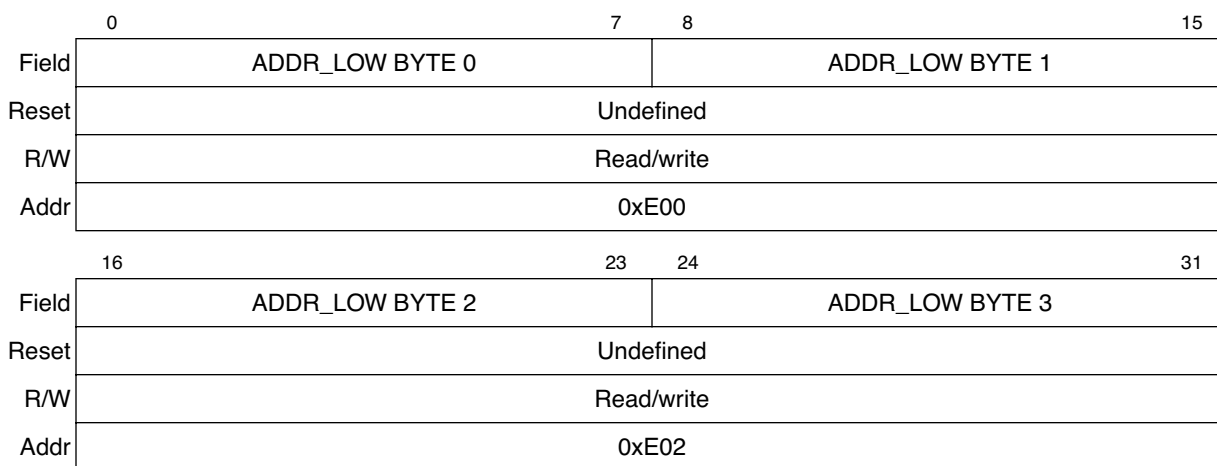 0 7 8 15
Field ADDR_LOW BYTE 0 ADDR_LOW BYTE 1
Reset Undefined
R/W Read/write
Addr 0xE00
16 23 24 31
Field ADDR_LOW BYTE 2 ADDR_LOW BYTE 3
Reset Undefined
R/W Read/write
Addr 0xE02